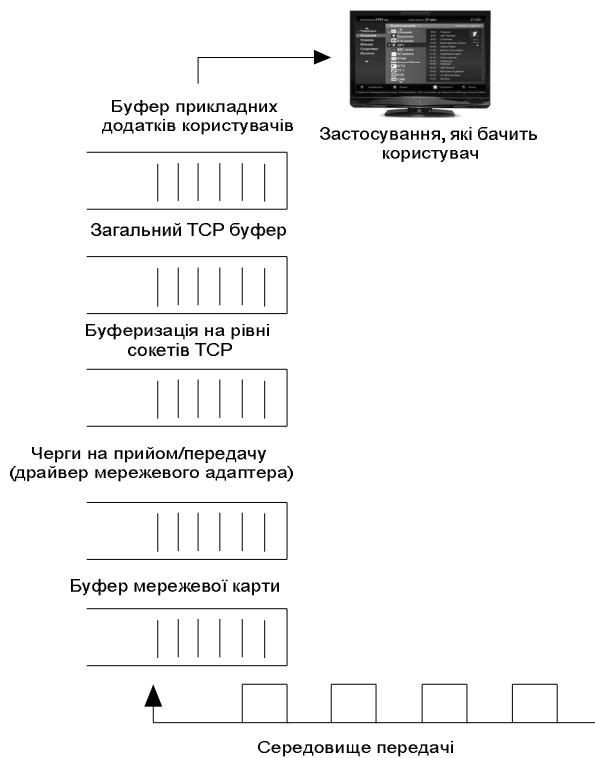 Буфер прикладних
додатків користувачів
Застосування, які бачить
користувач
Загальний TCP буфер
Буферизація на рівні
сокетів TCP
Черги на прийом/передачу
(драйвер мережевого адаптера)
Буфер мережевої карти
Середовище передачі